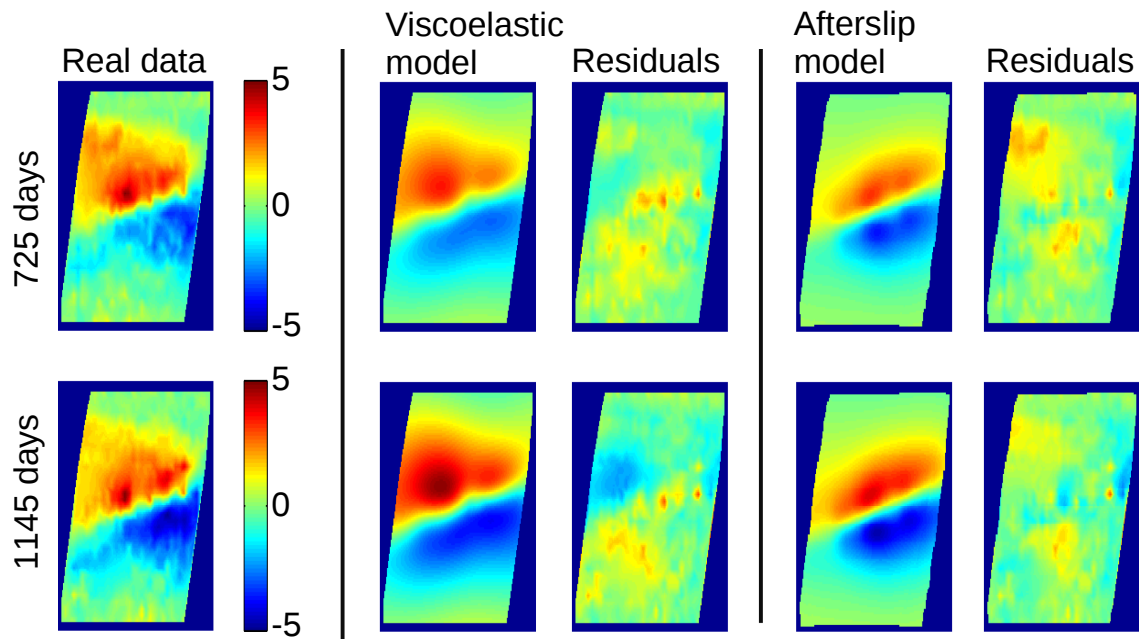 Real data
Viscoelastic
model
Residuals
Afterslip
model
Residuals
725 days
5
0
-5
1145 days
5
0
-5